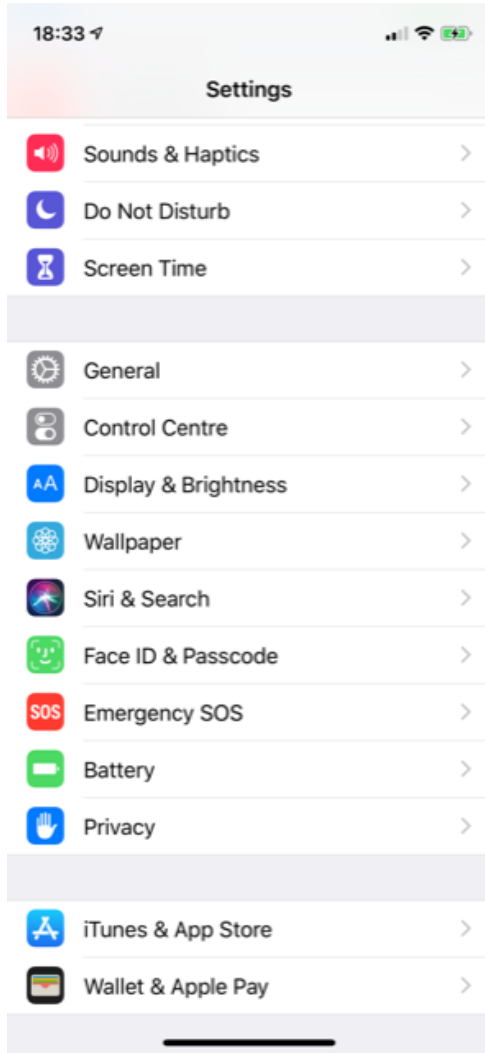 18:33
Settings
Sounds & Haptics
Do Not Disturb
Screen Time
General
Control Centre
AA Display & Brightness
Wallpaper
Siri & Search
Face ID & Passcode
SOS Emergency SOS
Battery
Privacy
iTunes & App Store
Wallet & Apple Pay